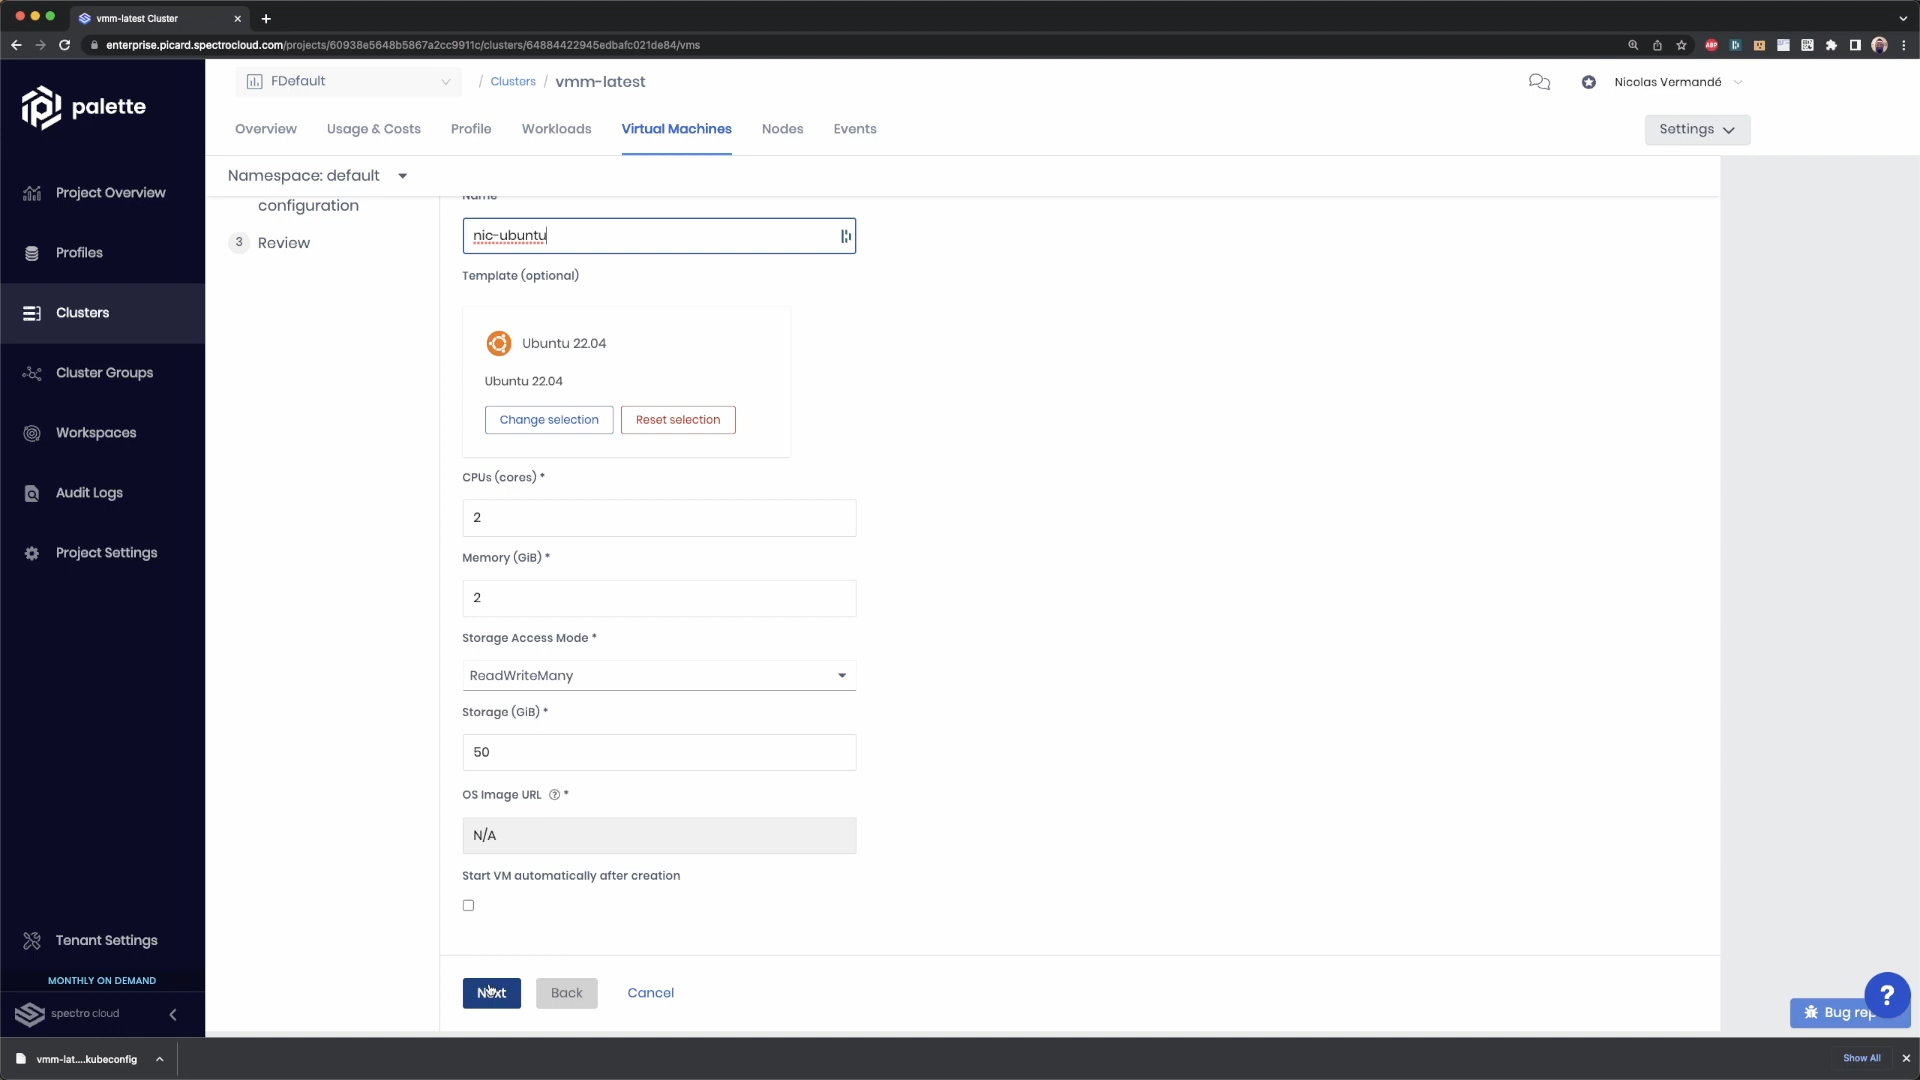 vmm-latest Cluster
enterprise.picard.spectrocloud.com/projects/60938e5648b5867a2cc9911c/clusters/64884422945edbafc021de84/vms
ABP
palette
FDefault
/ Clusters / vmm-latest
Nicolas Vermandé
Overview Usage & Costs Profile Workloads Virtual Machines Nodes Events
Settings
Project Overview
Profiles
Clusters
Cluster Groups
Workspaces
Audit Logs
Project Settings
Tenant Settings
MONTHLY ON DEMAND
spectro cloud
Namespace: default
configuration
3 Review
Name
nic-ubuntu
Template (optional)
Ubuntu 22.04
Ubuntu 22.04
Change selection Reset selection
CPUs (cores) *
2
Memory (GiB) *
2
Storage Access Mode *
ReadWriteMany
Storage (GiB) *
50
OS Image URL ? *
N/A
Start VM automatically after creation
Next Back Cancel
?
Bug rep
vmm-lat....kubeconfig
Show All